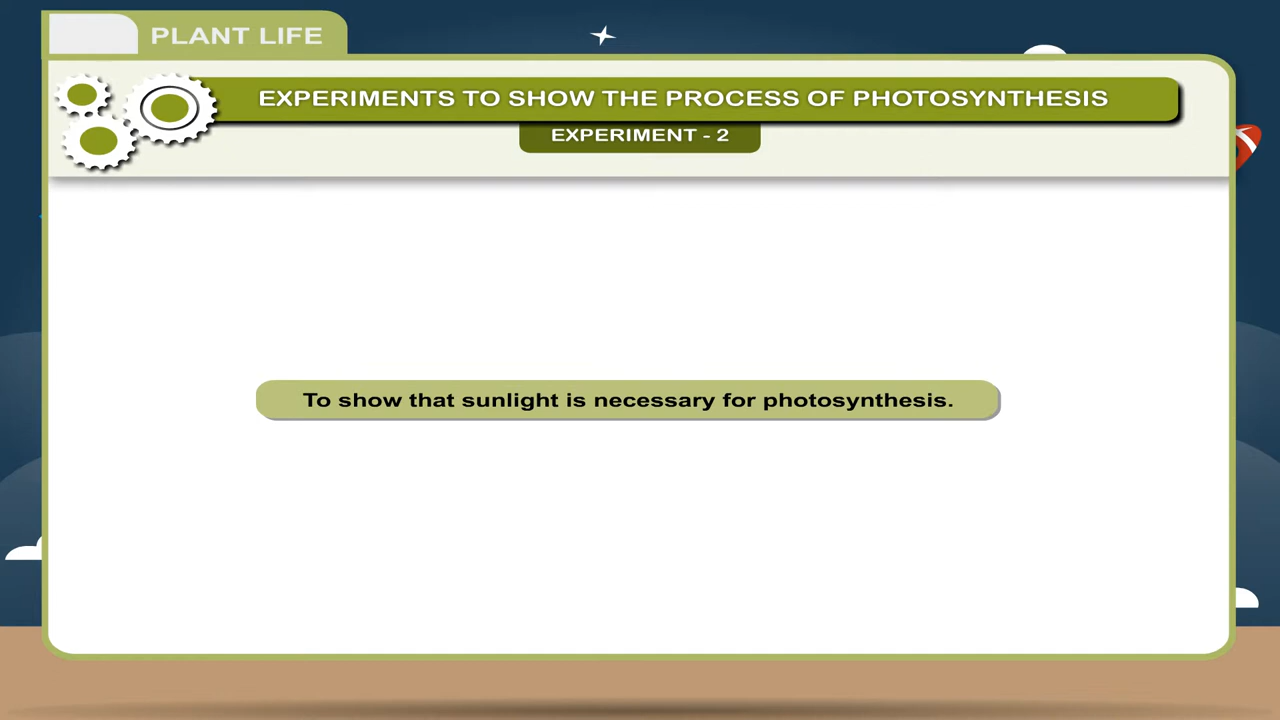 PLANT LIFE
EXPERIMENTS TO SHOW THE PROCESS OF PHOTOSYNTHESIS
EXPERIMENT - 2
To show that sunlight is necessary for photosynthesis.